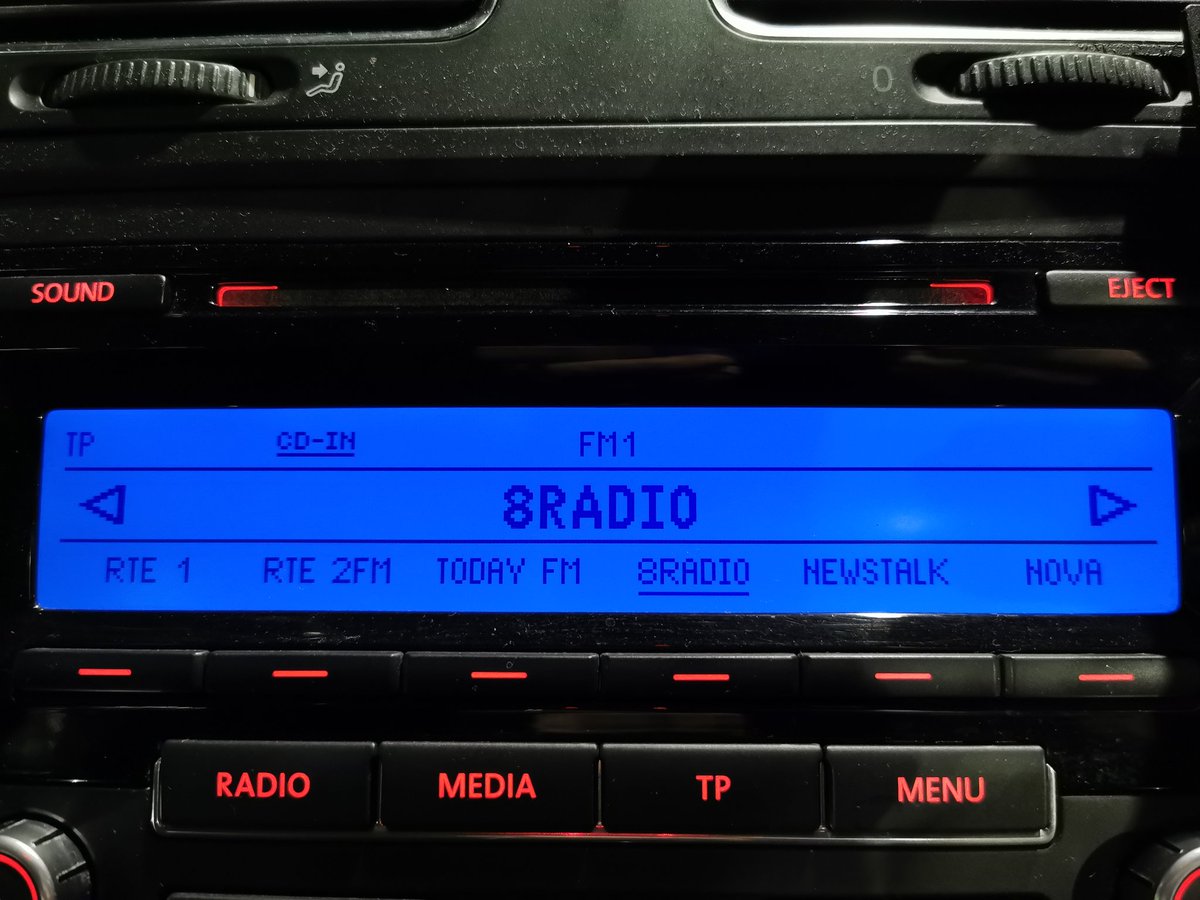 0
SOUND EJECT
TP CD-IN FM1
8RADIO
RTE 1 RTE 2FM TODAY FM 8RADIO NEWSTALK NOVA
RADIO MEDIA TP MENU